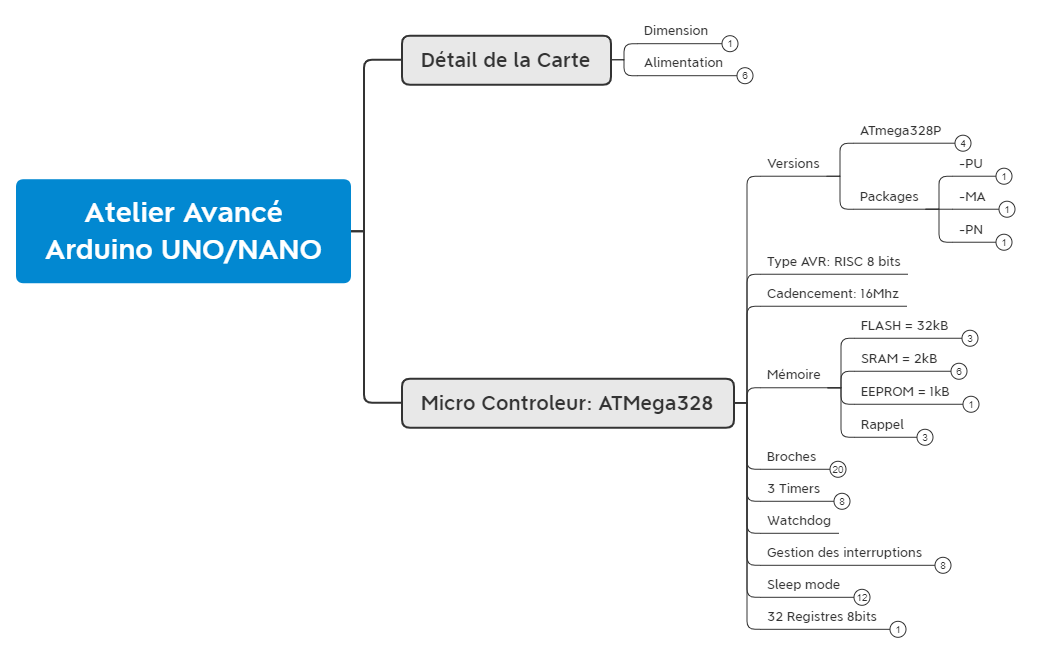 Atelier Avancé
Arduino UNO/NANO
Détail de la Carte
Dimension 1
Alimentation 6
Micro Controleur: ATMega328
Versions
ATmega328P 4
Packages
-PU 1
-MA 1
-PN 1
Type AVR: RISC 8 bits
Cadencement: 16Mhz
Mémoire
FLASH = 32kB 3
SRAM = 2kB 6
EEPROM = 1kB 1
Rappel 3
Broches 20
3 Timers 8
Watchdog
Gestion des interruptions 8
Sleep mode 12
32 Registres 8bits 1